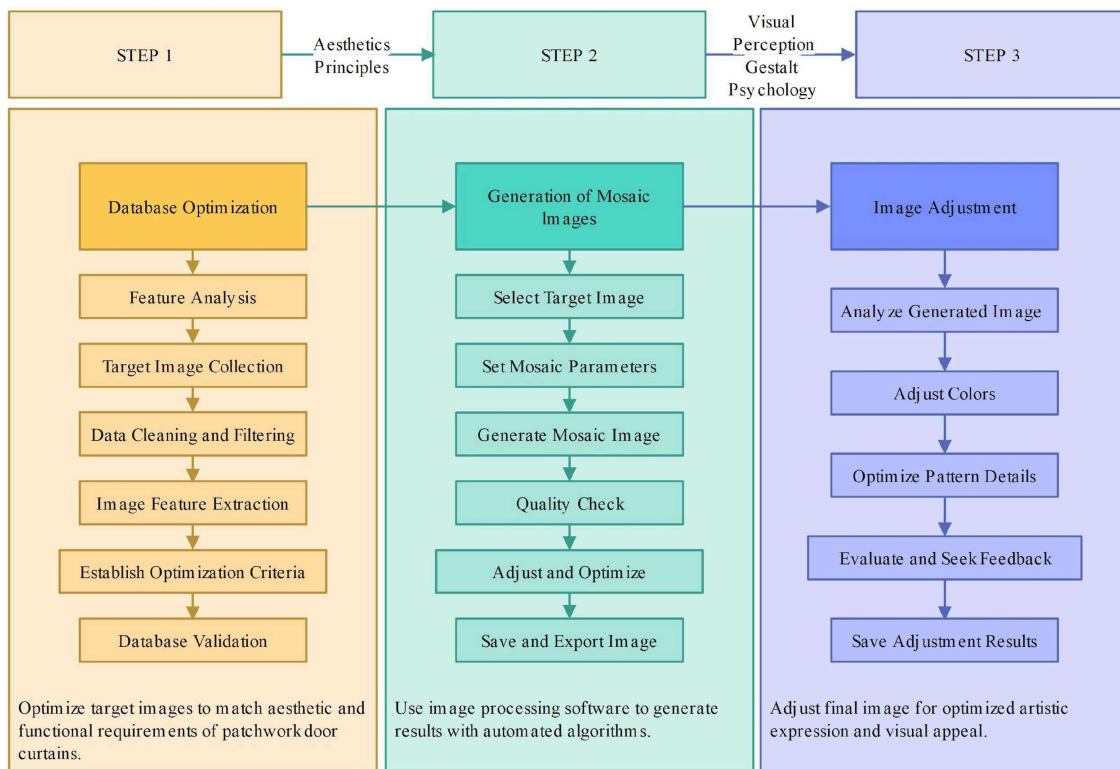 STEP 1
Aesthetics
Principles
STEP 2
Visual
Perception
Gestalt
Psychology
STEP 3
Database Optimization
Feature Analysis
Target Image Collection
Data Cleaning and Filtering
Image Feature Extraction
Establish Optimization Criteria
Database Validation
Optimize target images to match aesthetic and
functional requirements of patchwork door
curtains.
Generation of Mosaic
Images
Select Target Image
Set Mosaic Parameters
Generate Mosaic Image
Quality Check
Adjust and Optimize
Save and Export Image
Use image processing software to generate
results with automated algorithms.
Image Adjustment
Analyze Generated Image
Adjust Colors
Optimize Pattern Details
Evaluate and Seek Feedback
Save Adjustment Results
Adjust final image for optimized artistic
expression and visual appeal.